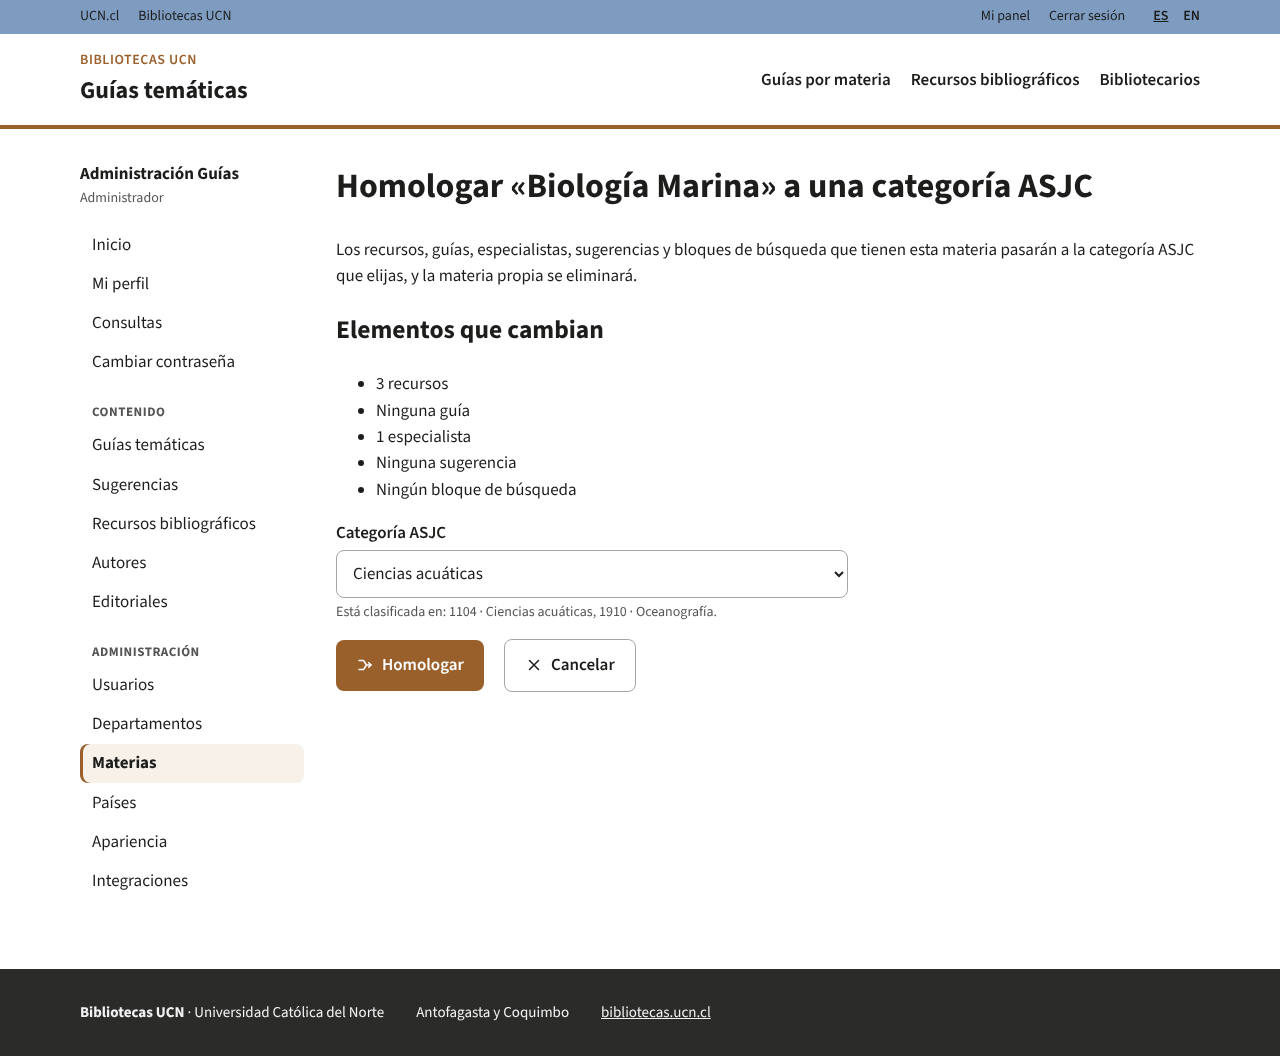 UCN.cl Bibliotecas UCN Mi panel Cerrar sesión ES EN
BIBLIOTECAS UCN
Guías temáticas
Guías por materia Recursos bibliográficos Bibliotecarios
Administración Guías
Administrador
Inicio
Mi perfil
Consultas
Cambiar contraseña
CONTENIDO
Guías temáticas
Sugerencias
Recursos bibliográficos
Autores
Editoriales
ADMINISTRACIÓN
Usuarios
Departamentos
Materias
Países
Apariencia
Integraciones
Homologar «Biología Marina» a una categoría ASJC
Los recursos, guías, especialistas, sugerencias y bloques de búsqueda que tienen esta materia pasarán a la categoría ASJC
que elijas, y la materia propia se eliminará.
Elementos que cambian
3 recursos
Ninguna guía
1 especialista
Ninguna sugerencia
Ningún bloque de búsqueda
Categoría ASJC
Ciencias acuáticas
Está clasificada en: 1104 · Ciencias acuáticas, 1910 · Oceanografía.
Homologar Cancelar
Bibliotecas UCN · Universidad Católica del Norte Antofagasta y Coquimbo bibliotecas.ucn.cl